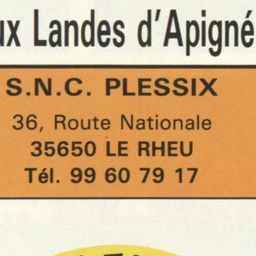 ux Landes d'Apigné
S.N.C. PLESSIX
36, Route Nationale
35650 LE RHEU
Tél. 99 60 79 17